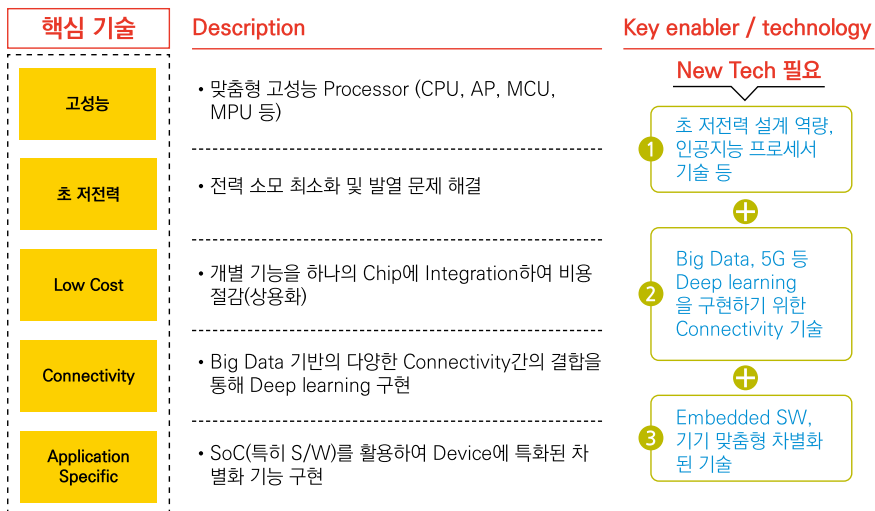 핵심 기술
Description
Key enabler / technology
고성능
• 맞춤형 고성능 Processor (CPU, AP, MCU,
MPU 등)
초 저전력
• 전력 소모 최소화 및 발열 문제 해결
Low Cost
• 개별 기능을 하나의 Chip에 Integration하여 비용
절감(상용화)
Connectivity
• Big Data 기반의 다양한 Connectivity간의 결합을
통해 Deep learning 구현
Application
Specific
• SoC(특히 S/W)를 활용하여 Device에 특화된 차
별화 기능 구현
New Tech 필요
1
초 저전력 설계 역량,
인공지능 프로세서
기술 등
+
2
Big Data, 5G 등
Deep learning
을 구현하기 위한
Connectivity 기술
+
3
Embedded SW,
기기 맞춤형 차별화
된 기술